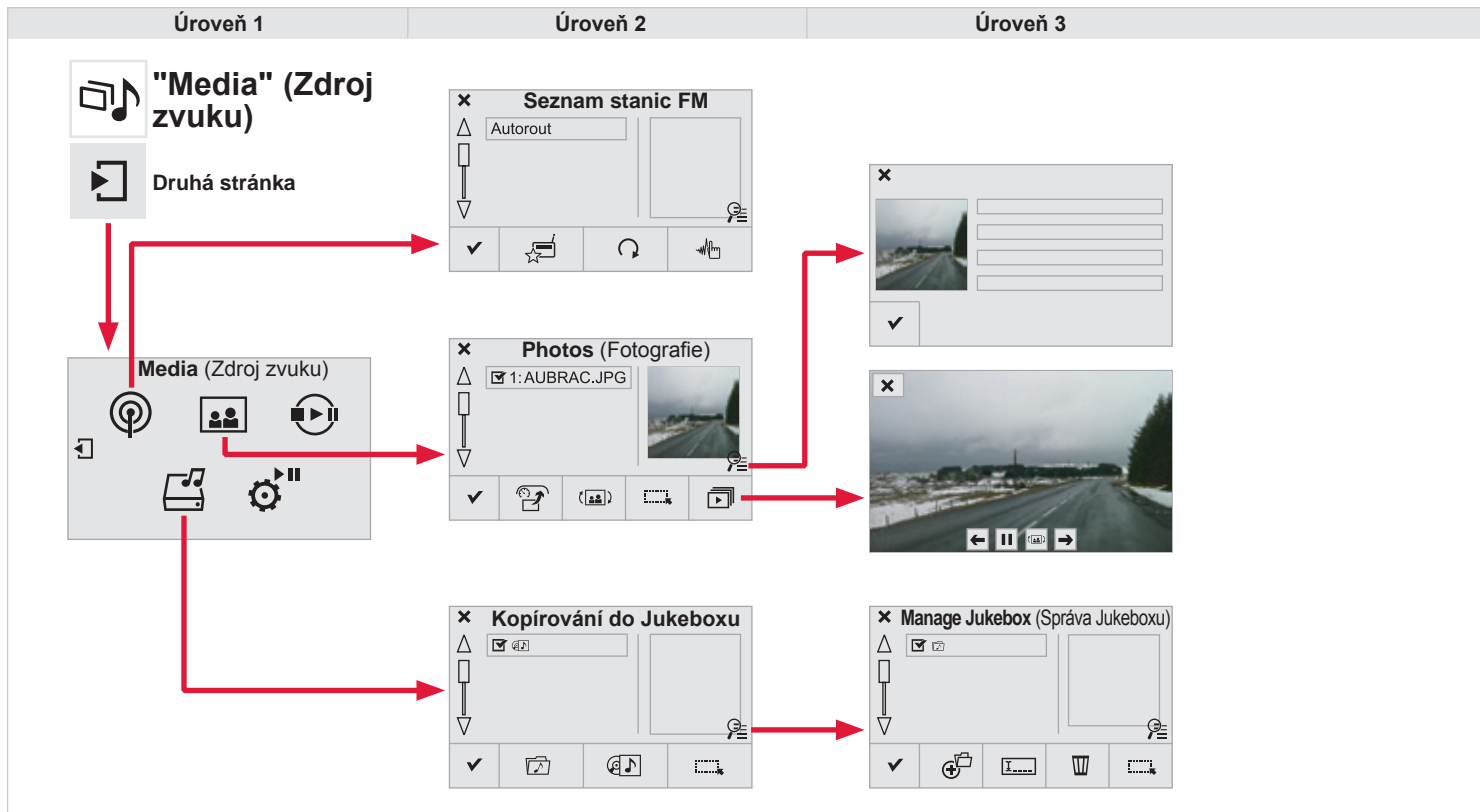 Úroveň 1
Úroveň 2
Úroveň 3
"Media" (Zdroj
zvuku)
Druhá stránka
Media (Zdroj zvuku)
Seznam stanic FM
Autorout
Photos (Fotografie)
1: AUBRAC.JPG
Kopírování do Jukeboxu
Manage Jukebox (Správa Jukeboxu)